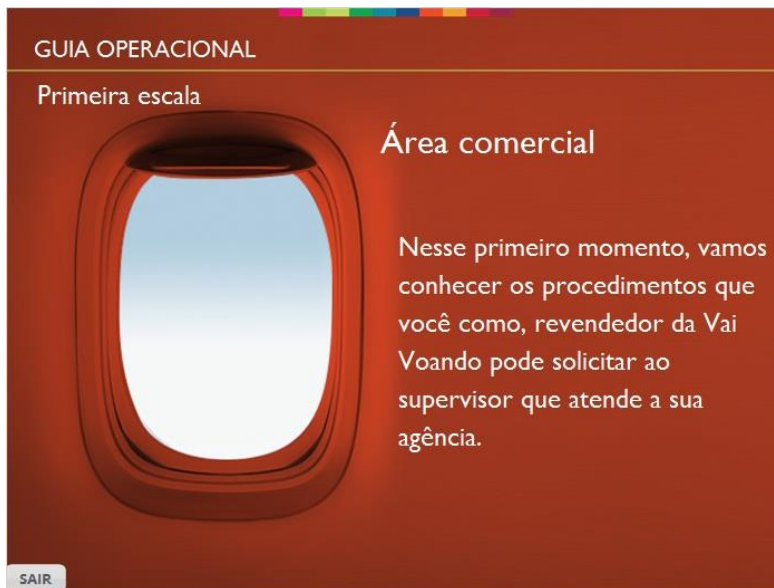 GUIA OPERACIONAL
Primeira escala
Área comercial
Nesse primeiro momento, vamos
conhecer os procedimentos que
você como, revendedor da Vai
Voando pode solicitar ao
supervisor que atende a sua
agência.
SAIR